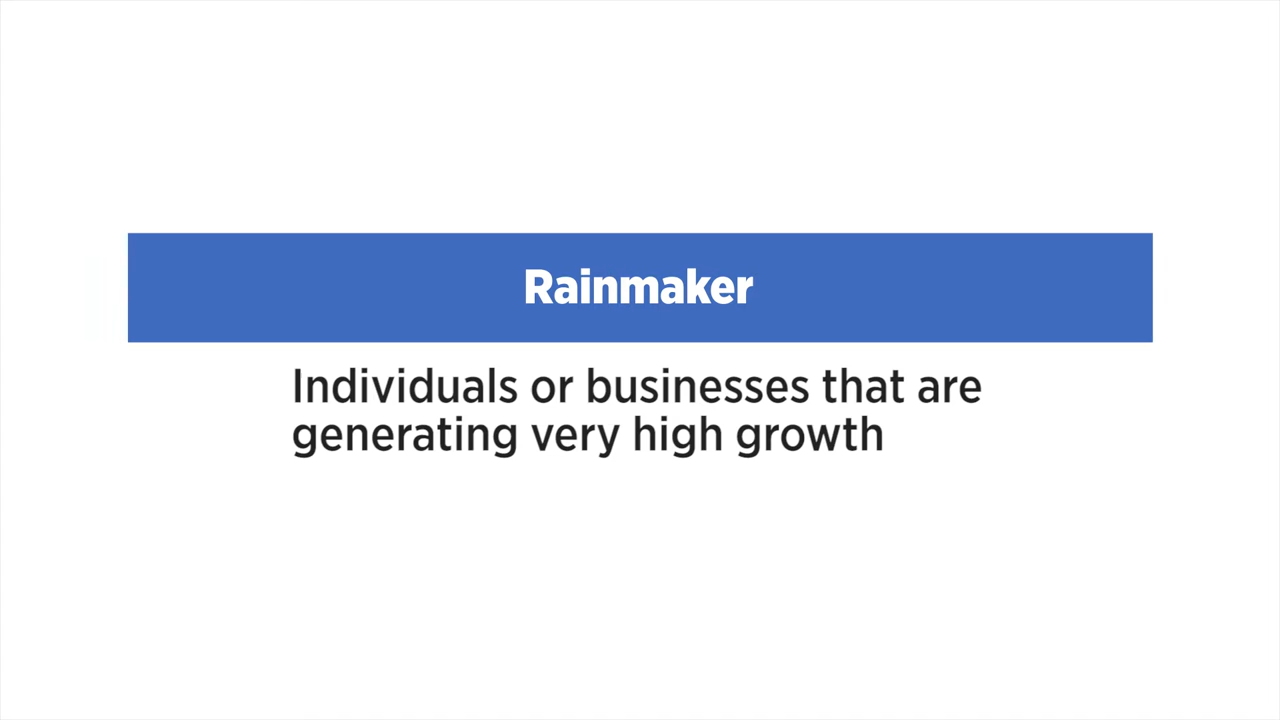 Rainmaker
Individuals or businesses that are
generating very high growth